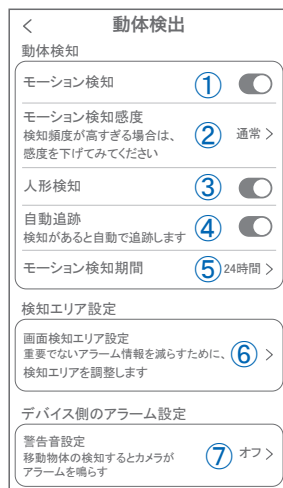 < 動体検出
動体検知
モーション検知 ①
モーション検知感度
検知頻度が高すぎる場合は、
感度を下げてみてください
② 通常 >
人形検知 ③
自動追跡
検知があると自動で追跡します
④
モーション検知期間 ⑤ 24時間 >
検知エリア設定
画面検知エリア設定
重要でないアラーム情報を減らすために、
検知エリアを調整します
⑥ >
デバイス側のアラーム設定
警告音設定
移動物体の検知するとカメラが
アラームを鳴らす
⑦ オフ >